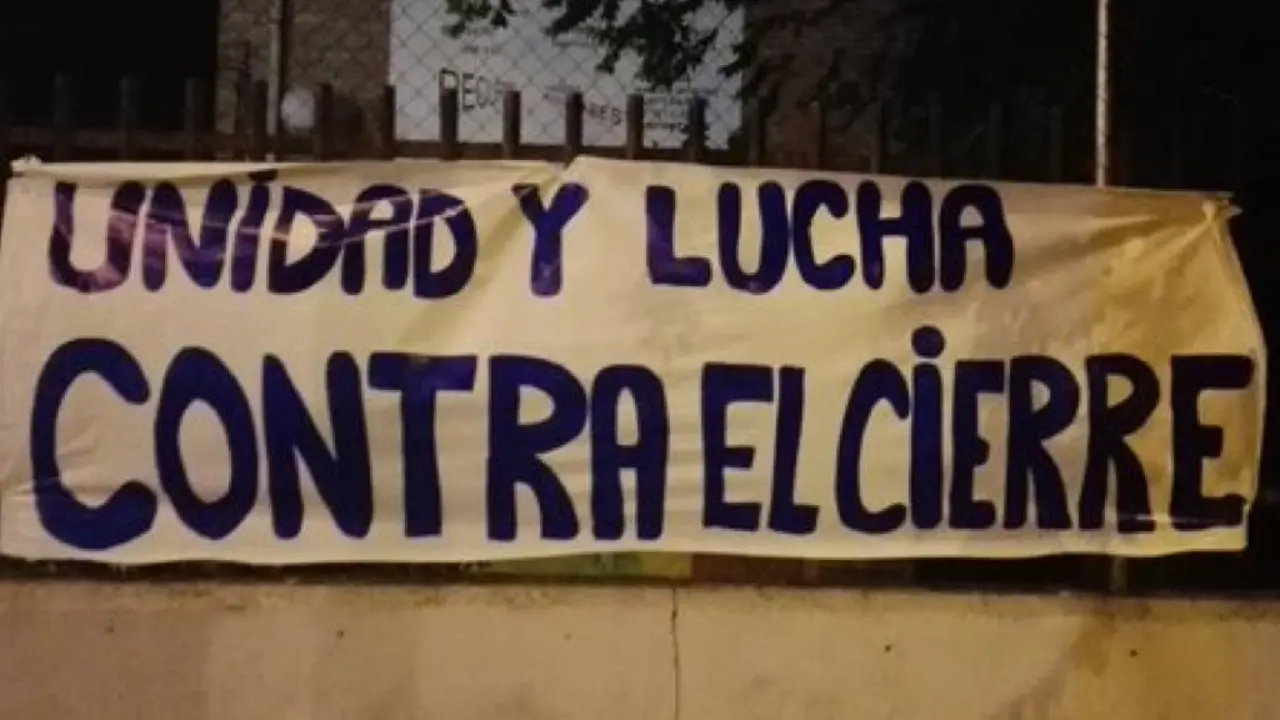 UNIDAD Y LUCHA
CONTRA EL CIERRE